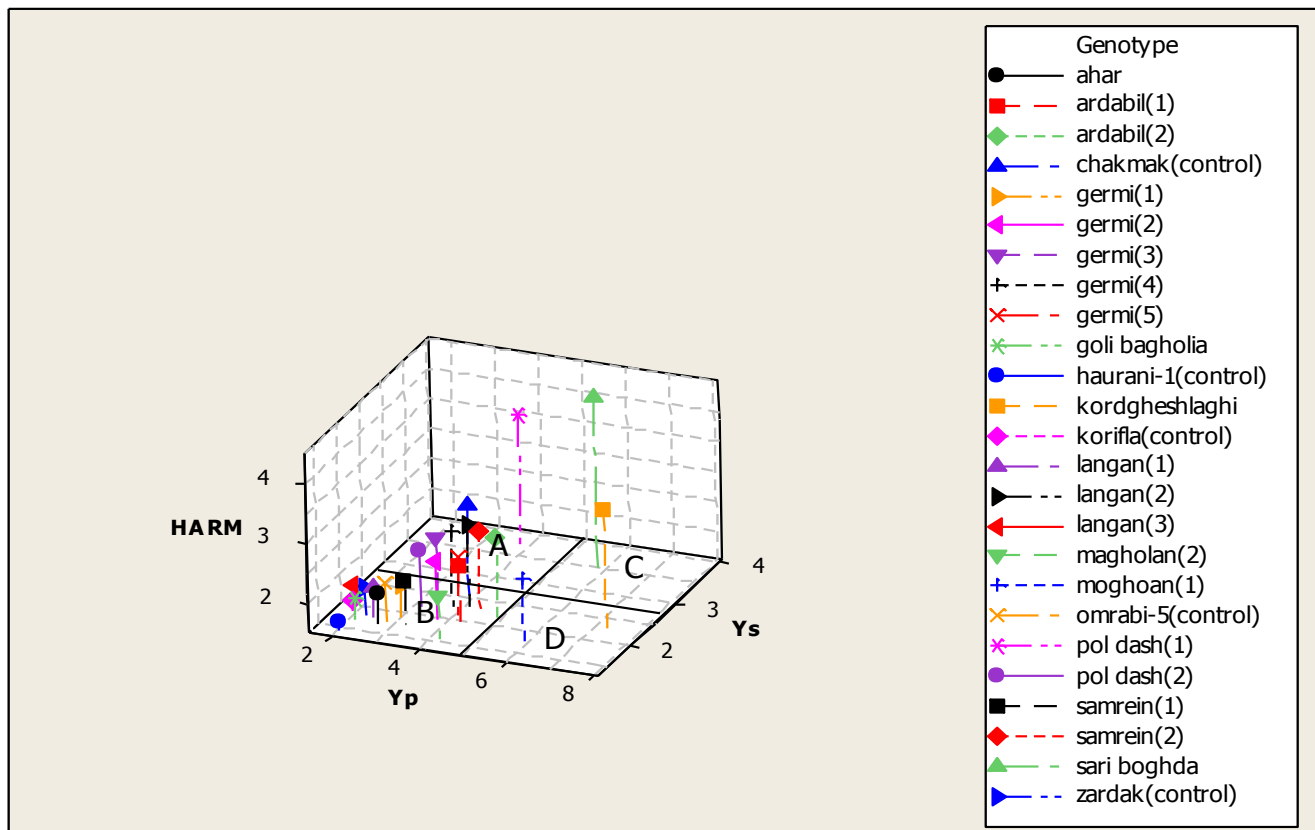 4
HARM
3
2
A
C
B
D
4
3
Ys
2
2
4
6
8
Yp
Genotype
ahar
ardabil(1)
ardabil(2)
chakmak(control)
germi(1)
germi(2)
germi(3)
germi(4)
germi(5)
goli bagholia
haurani-1(control)
kordgheshlaghi
korifla(control)
langan(1)
langan(2)
langan(3)
magholan(2)
moghoan(1)
omrabi-5(control)
pol dash(1)
pol dash(2)
samrein(1)
samrein(2)
sari boghda
zardak(control)